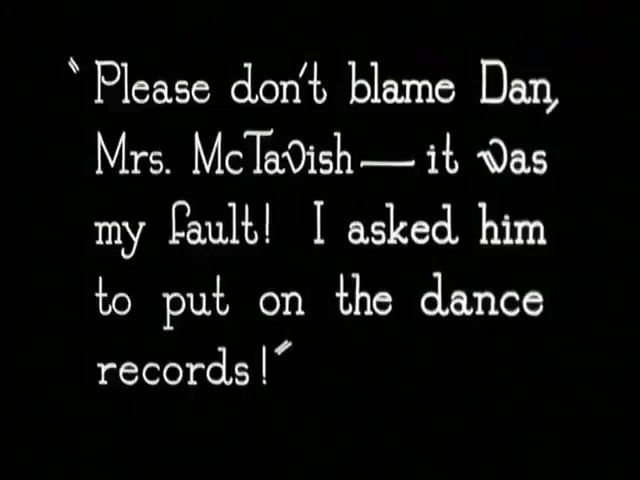 "Please don't blame Dan,
Mrs. McTavish — it was
my fault! I asked him
to put on the dance
records!"